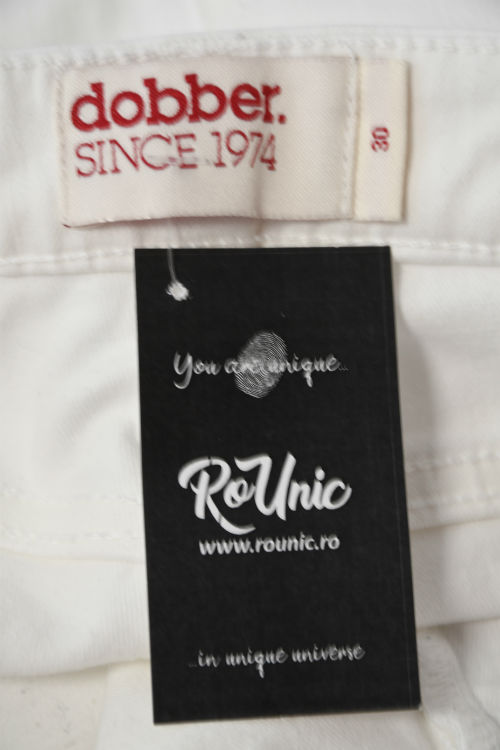 dobber.
SINCE 1974
30
You are unique...
RoUnic
www.rounic.ro
...in unique universe